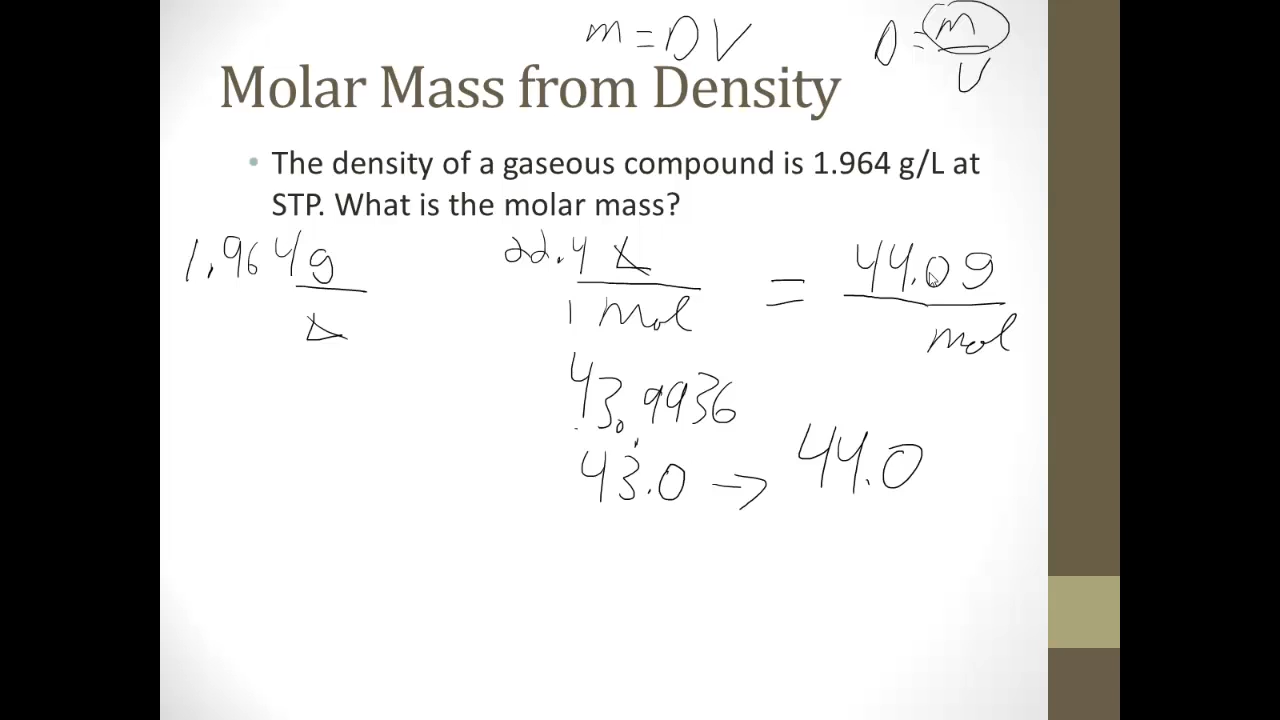 m = DV
D = m/V
Molar Mass from Density
• The density of a gaseous compound is 1.964 g/L at
STP. What is the molar mass?
1.964 g/L 22.4 L/1 mol = 44.0 g/mol
43.9936
43.0 → 44.0